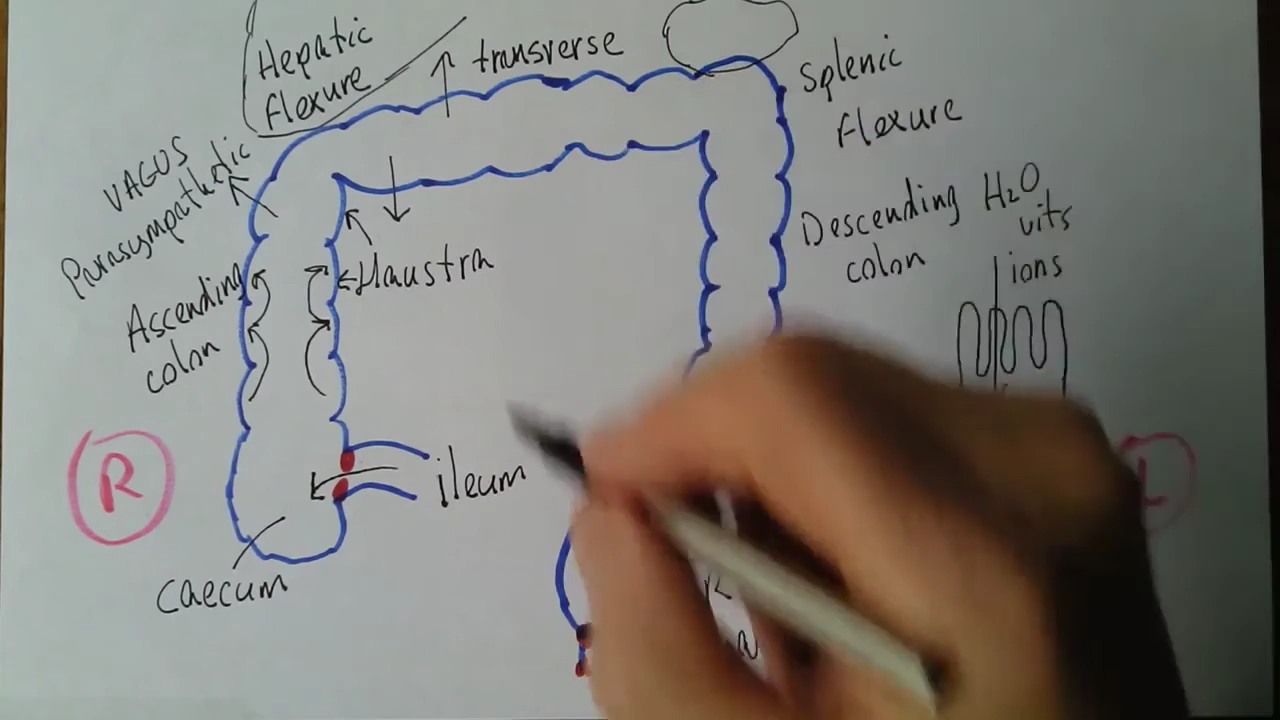 Hepatic
flexure
transverse
Splenic
flexure
VAGUS
Parasympathetic
Ascending
colon
Haustra
Descending
colon
H2O
vits
ions
R
L
ileum
caecum